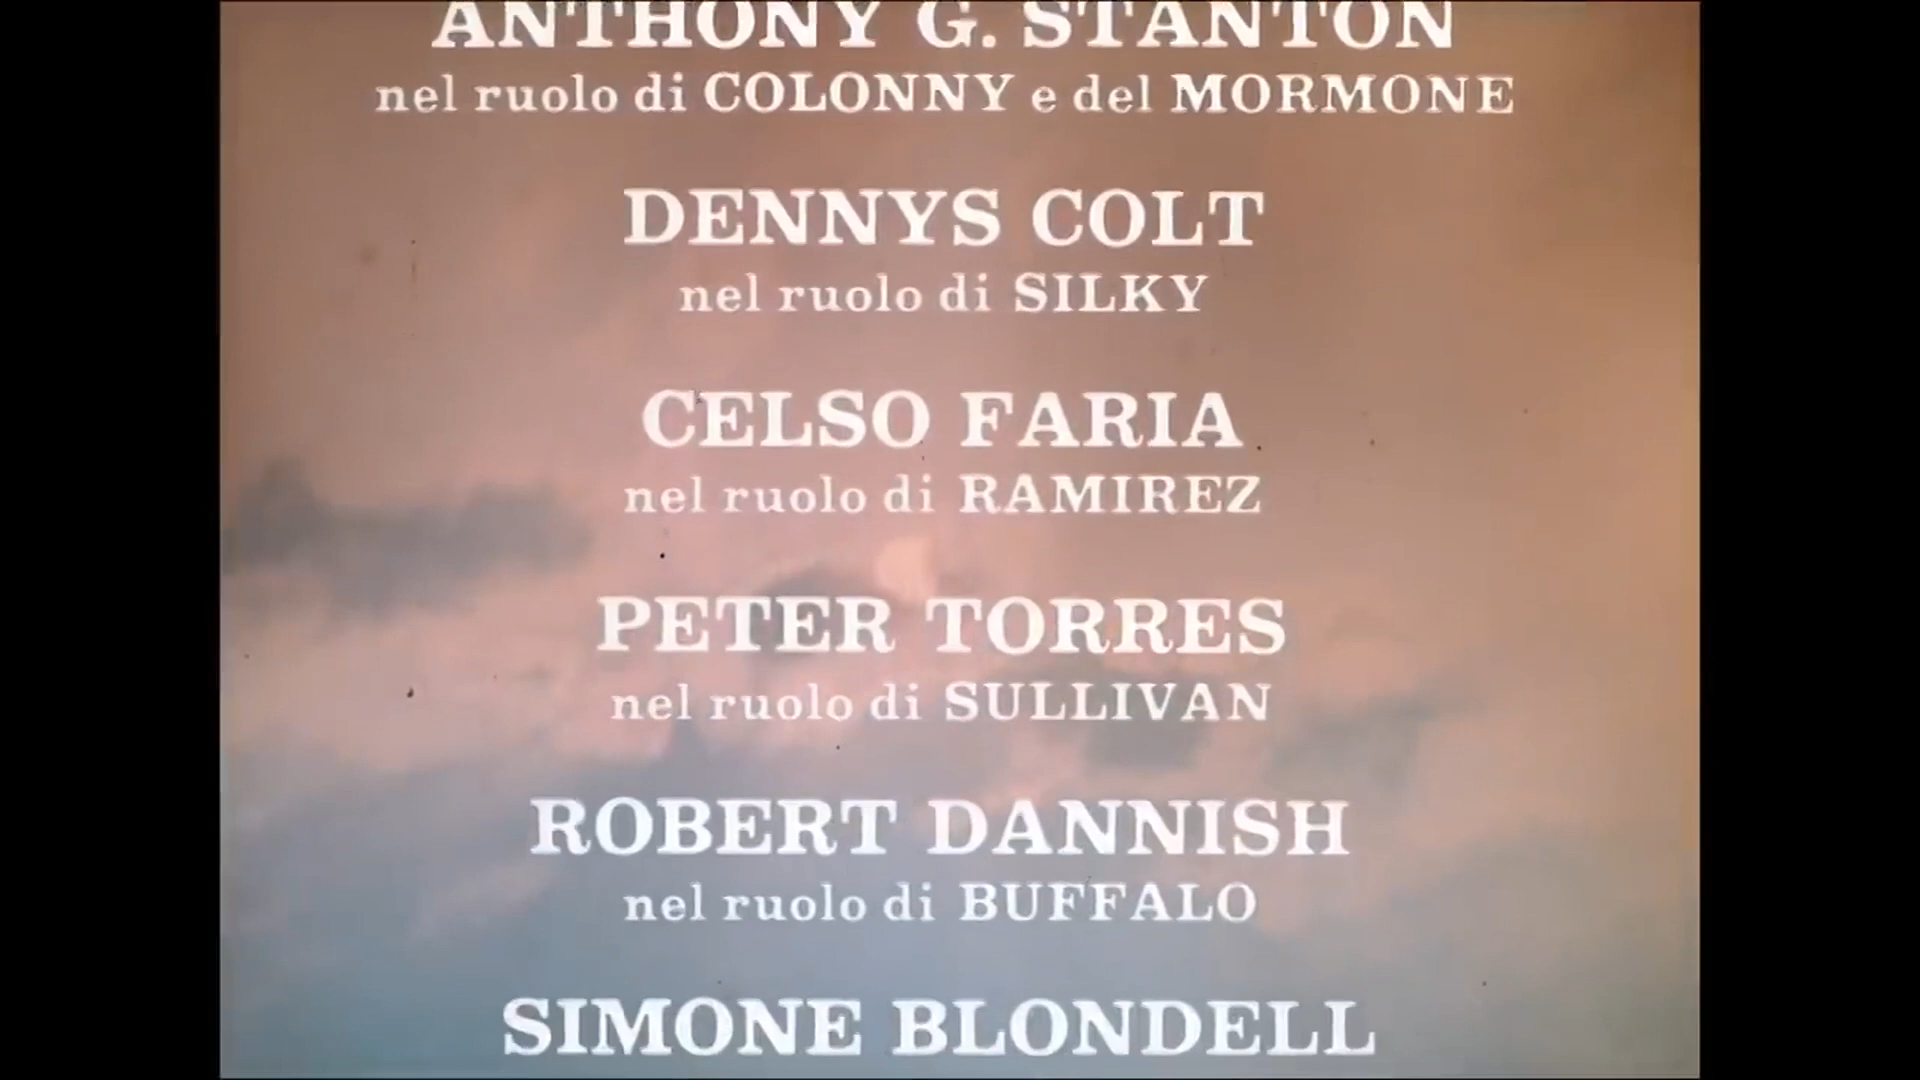 ANTHONY G. STANTON
nel ruolo di COLONNY e del MORMONE
DENNYS COLT
nel ruolo di SILKY
CELSO FARIA
nel ruolo di RAMIREZ
PETER TORRES
nel ruolo di SULLIVAN
ROBERT DANNISH
nel ruolo di BUFFALO
SIMONE BLONDELL